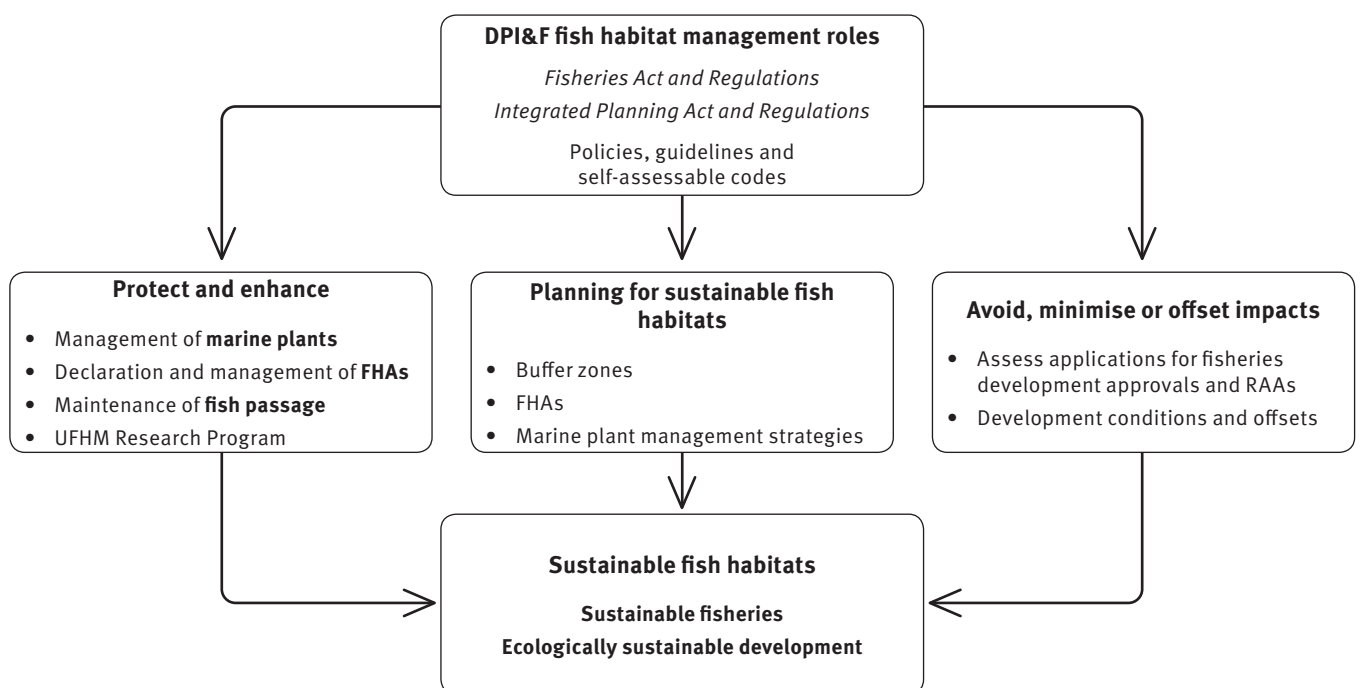 DPI&F fish habitat management roles
Fisheries Act and Regulations
Integrated Planning Act and Regulations
Policies, guidelines and
self-assessable codes
Protect and enhance
• Management of marine plants
• Declaration and management of FHAs
• Maintenance of fish passage
• UFHM Research Program
Planning for sustainable fish
habitats
• Buffer zones
• FHAs
• Marine plant management strategies
Avoid, minimise or offset impacts
• Assess applications for fisheries
development approvals and RAAs
• Development conditions and offsets
Sustainable fish habitats
Sustainable fisheries
Ecologically sustainable development